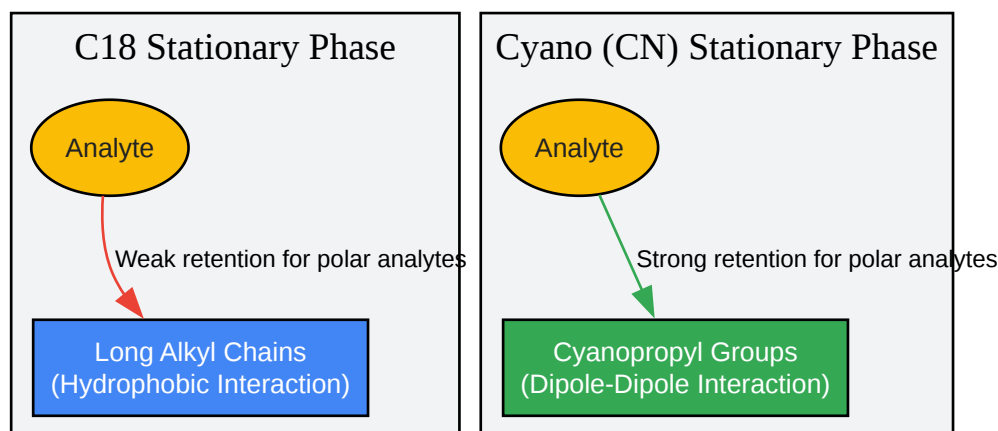 C18 Stationary Phase
Analyte
Weak retention for polar analytes
Long Alkyl Chains
(Hydrophobic Interaction)
Cyano (CN) Stationary Phase
Analyte
Strong retention for polar analytes
Cyanopropyl Groups
(Dipole-Dipole Interaction)